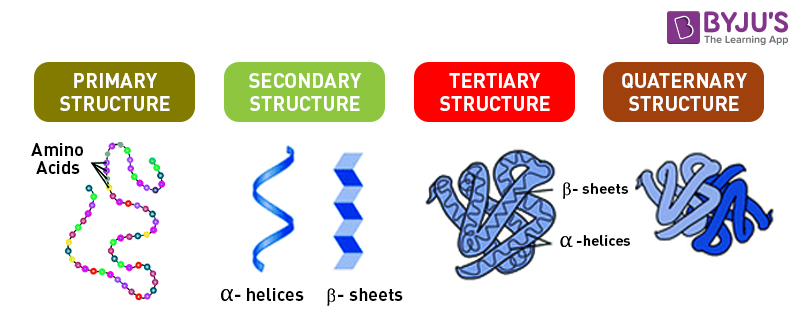 BYJU'S
The Learning App
PRIMARY
STRUCTURE
SECONDARY
STRUCTURE
TERTIARY
STRUCTURE
QUATERNARY
STRUCTURE
Amino
Acids
α- helices
β- sheets
β- sheets
α -helices